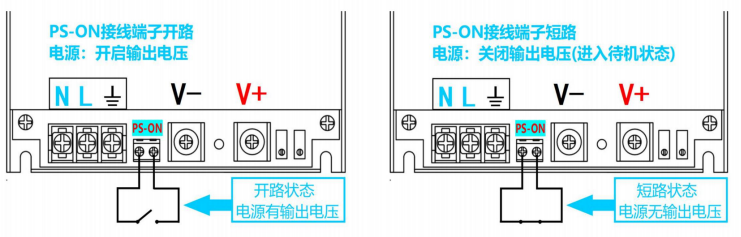 PS-ON接线端子开路
电源：开启输出电压
N L V− V+
PS-ON
开路状态
电源有输出电压
PS-ON接线端子短路
电源：关闭输出电压(进入待机状态)
N L V− V+
PS-ON
短路状态
电源无输出电压